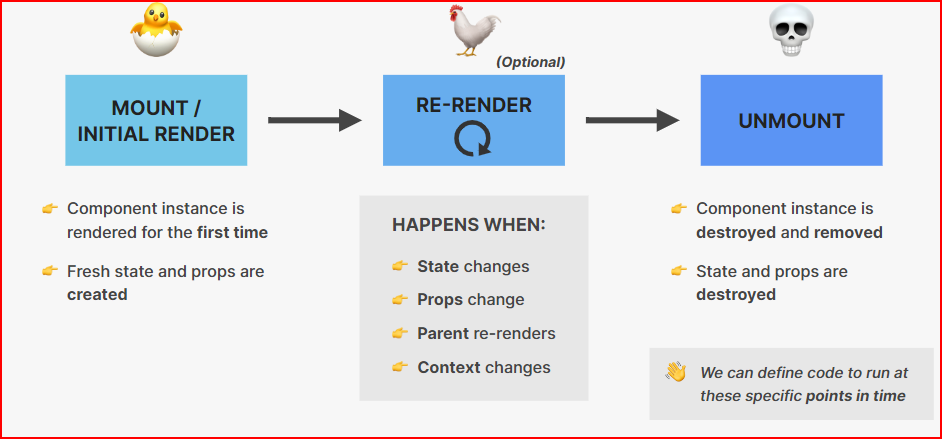 (Optional)
MOUNT /
INITIAL RENDER
RE-RENDER
UNMOUNT
Component instance is
rendered for the first time
Fresh state and props are
created
HAPPENS WHEN:
State changes
Props change
Parent re-renders
Context changes
Component instance is
destroyed and removed
State and props are
destroyed
We can define code to run at
these specific points in time